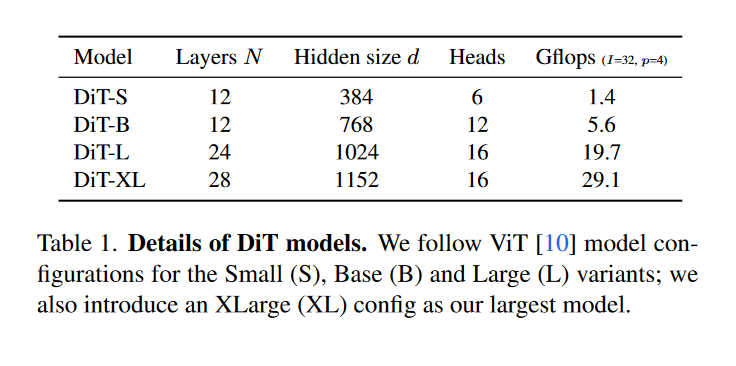 Model Layers N Hidden size d Heads Gflops (I=32, p=4)
DiT-S 12 384 6 1.4
DiT-B 12 768 12 5.6
DiT-L 24 1024 16 19.7
DiT-XL 28 1152 16 29.1
Table 1. Details of DiT models. We follow ViT [10] model con-
figurations for the Small (S), Base (B) and Large (L) variants; we
also introduce an XLarge (XL) config as our largest model.